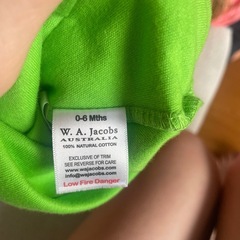 0-6 Mths
W. A. Jacobs
AUSTRALIA
100% NATURAL COTTON
EXCLUSIVE OF TRIM
SEE REVERSE FOR CARE
www.wajacobs.com
info@wajacobs.com
Low Fire Danger